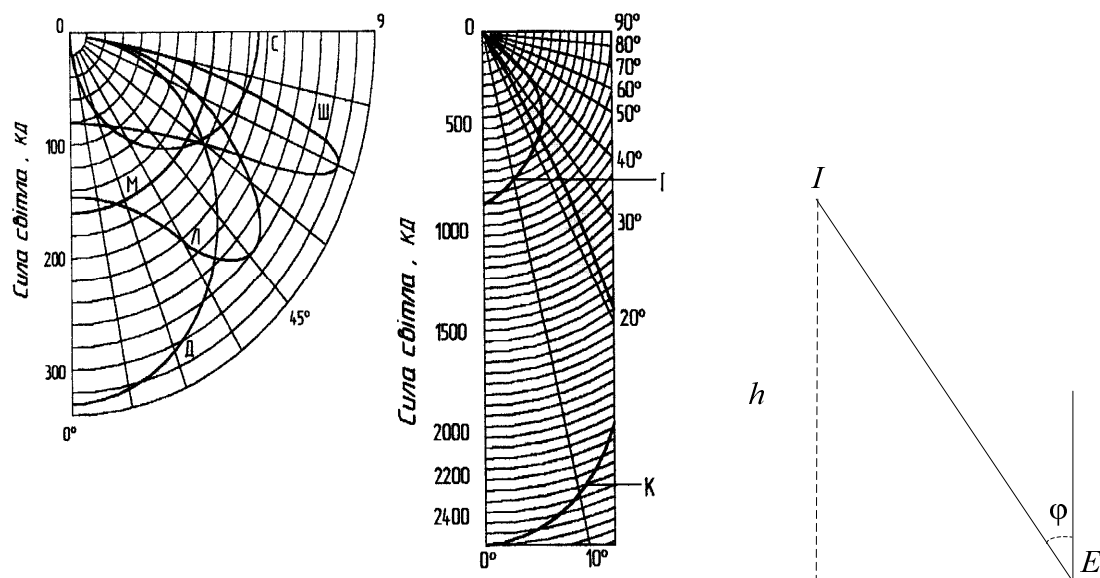 0
9
С
Ш
100
М
200
Л
45°
300
Д
0°
Сила світла, кд
0
90°
80°
70°
60°
50°
40°
30°
20°
500
Г
1000
1500
2000
2200
К
2400
0°
10°
Сила світла, кд
I
h
φ
E